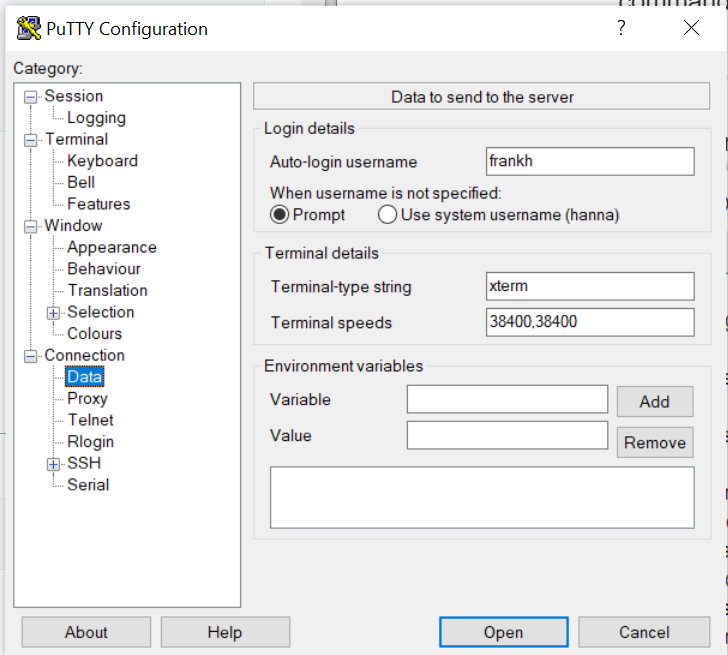 PuTTY Configuration
?
Category:
Session
Logging
Terminal
Keyboard
Bell
Features
Window
Appearance
Behaviour
Translation
Selection
Colours
Connection
Data
Proxy
Telnet
Rlogin
SSH
Serial
Data to send to the server
Login details
Auto-login username frankh
When username is not specified:
Prompt Use system username (hanna)
Terminal details
Terminal-type string xterm
Terminal speeds 38400,38400
Environment variables
Variable Add
Value Remove
About Help Open Cancel